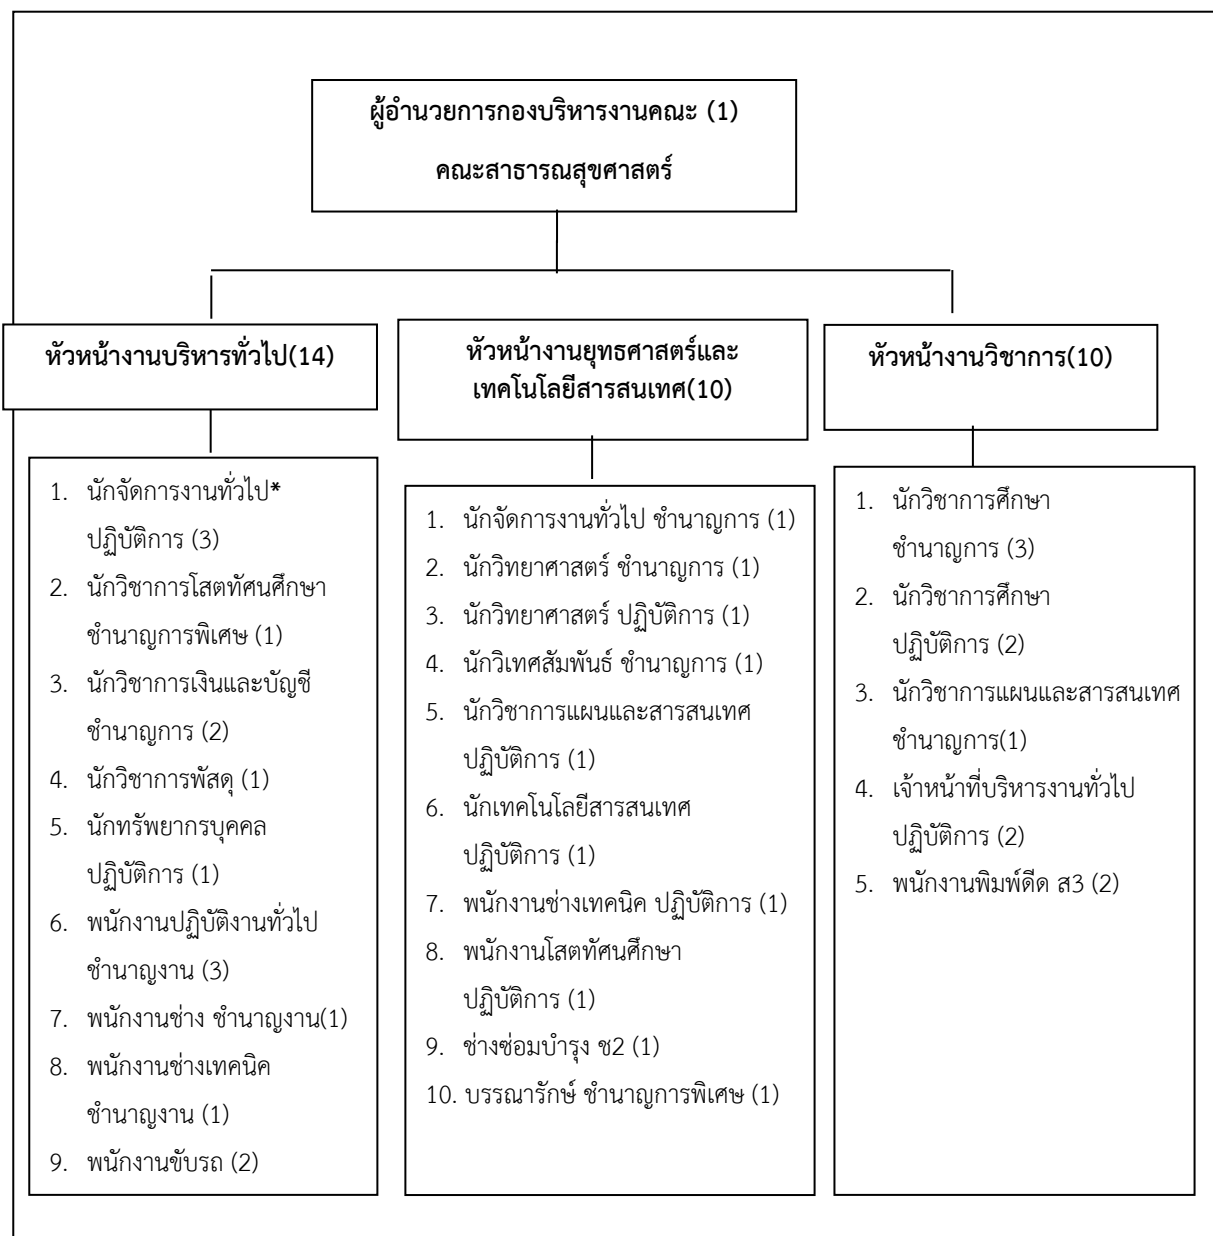 ผู้อำนวยการกองบริหารงานคณะ (1)
คณะสาธารณสุขศาสตร์
หัวหน้างานบริหารทั่วไป(14)
หัวหน้างานยุทธศาสตร์และ
เทคโนโลยีสารสนเทศ(10)
หัวหน้างานวิชาการ(10)
1. นักจัดการงานทั่วไป*
ปฏิบัติการ (3)
2. นักวิชาการโสตทัศนศึกษา
ชำนาญการพิเศษ (1)
3. นักวิชาการเงินและบัญชี
ชำนาญการ (2)
4. นักวิชาการพัสดุ (1)
5. นักทรัพยากรบุคคล
ปฏิบัติการ (1)
6. พนักงานปฏิบัติงานทั่วไป
ชำนาญงาน (3)
7. พนักงานช่าง ชำนาญงาน(1)
8. พนักงานช่างเทคนิค
ชำนาญงาน (1)
9. พนักงานขับรถ (2)
1. นักจัดการงานทั่วไป ชำนาญการ (1)
2. นักวิทยาศาสตร์ ชำนาญการ (1)
3. นักวิทยาศาสตร์ ปฏิบัติการ (1)
4. นักวิเทศสัมพันธ์ ชำนาญการ (1)
5. นักวิชาการแผนและสารสนเทศ
ปฏิบัติการ (1)
6. นักเทคโนโลยีสารสนเทศ
ปฏิบัติการ (1)
7. พนักงานช่างเทคนิค ปฏิบัติการ (1)
8. พนักงานโสตทัศนศึกษา
ปฏิบัติการ (1)
9. ช่างซ่อมบำรุง ช2 (1)
10. บรรณารักษ์ ชำนาญการพิเศษ (1)
1. นักวิชาการศึกษา
ชำนาญการ (3)
2. นักวิชาการศึกษา
ปฏิบัติการ (2)
3. นักวิชาการแผนและสารสนเทศ
ชำนาญการ(1)
4. เจ้าหน้าที่บริหารงานทั่วไป
ปฏิบัติการ (2)
5. พนักงานพิมพ์ดีด ส3 (2)